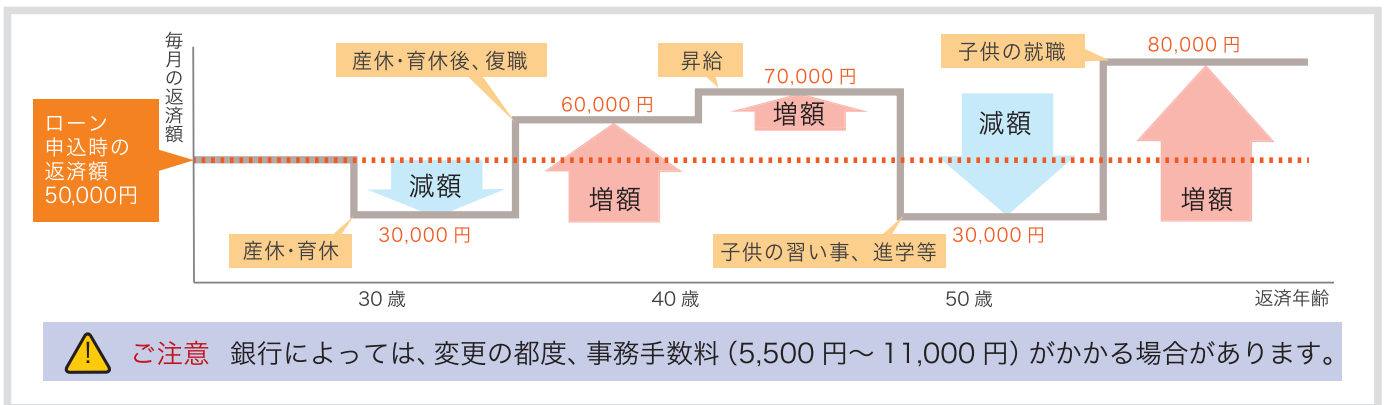 毎月の返済額
ローン
申込時の
返済額
50,000円
産休・育休
減額
30,000 円
産休・育休後、復職
60,000 円
増額
昇給
70,000 円
増額
子供の習い事、進学等
子供の就職
減額
30,000 円
80,000 円
増額
30 歳
40 歳
50 歳
返済年齢
ご注意 銀行によっては、変更の都度、事務手数料（5,500 円〜 11,000 円）がかかる場合があります。